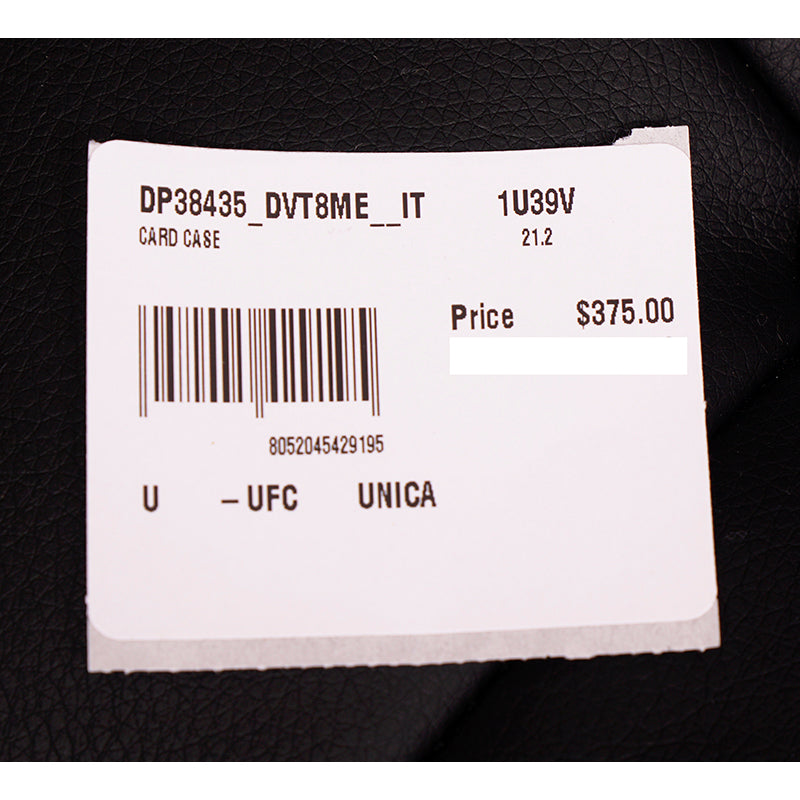 DP38435_DVT8ME__IT 1U39V
CARD CASE 21.2
Price $375.00
8052045429195
U – UFC UNICA